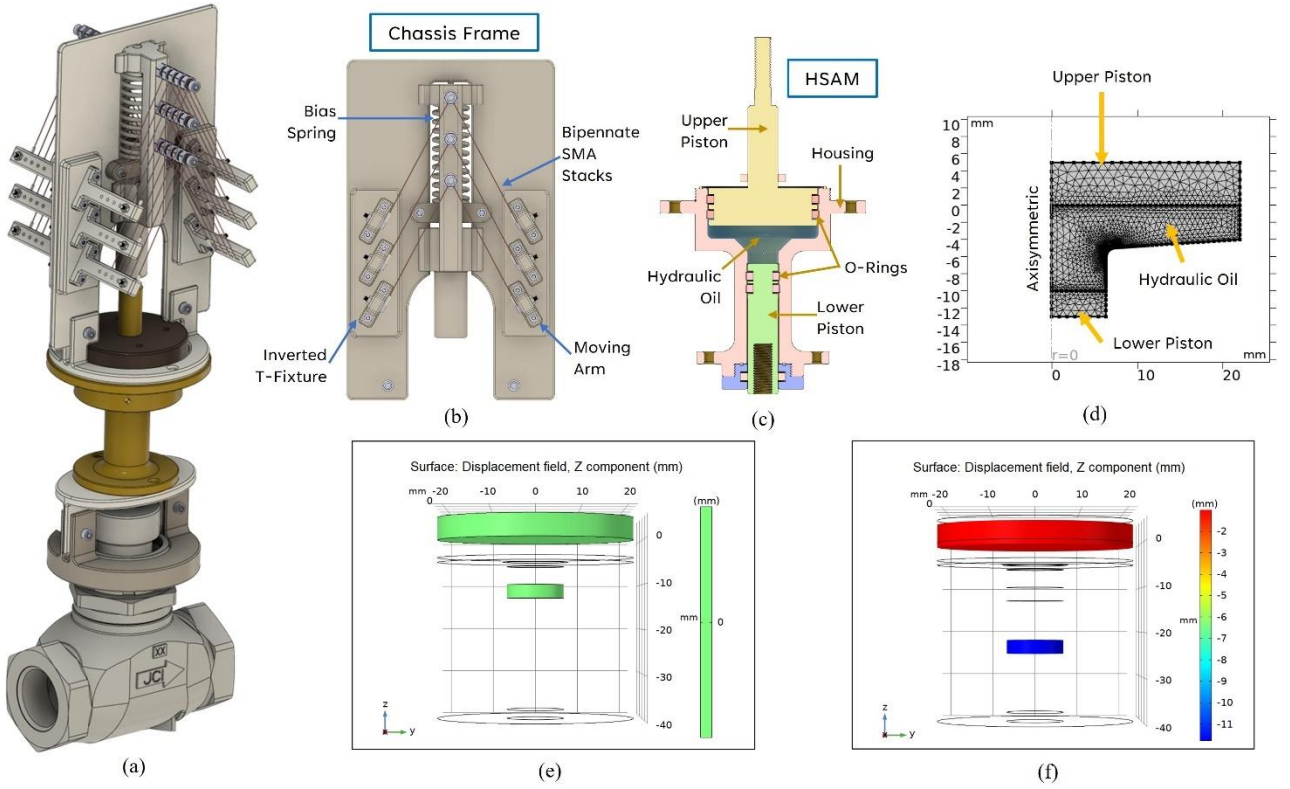 Chassis Frame
Bias
Spring
Bipennate
SMA
Stacks
Inverted
T-Fixture
Moving
Arm
(b)
HSAM
Upper
Piston
Housing
Hydraulic
Oil
O-Rings
Lower
Piston
(c)
Upper Piston
mm
10
8
6
4
2
0
-2
-4
-6
-8
-10
-12
-14
-16
-18
Axisymmetric
Hydraulic Oil
Lower Piston
r=0
mm
0
10
20
(d)
XX
JC
(a)
Surface: Displacement field, Z component (mm)
mm -20 -10 0 10 20
(mm)
0
-10
-20
-30
-40
mm
0
z
y
(e)
Surface: Displacement field, Z component (mm)
mm -20 -10 0 10 20
(mm)
0
-10
-20
-30
-40
-2
-3
-4
-5
mm
-6
-7
-8
-9
-10
-11
z
y
(f)